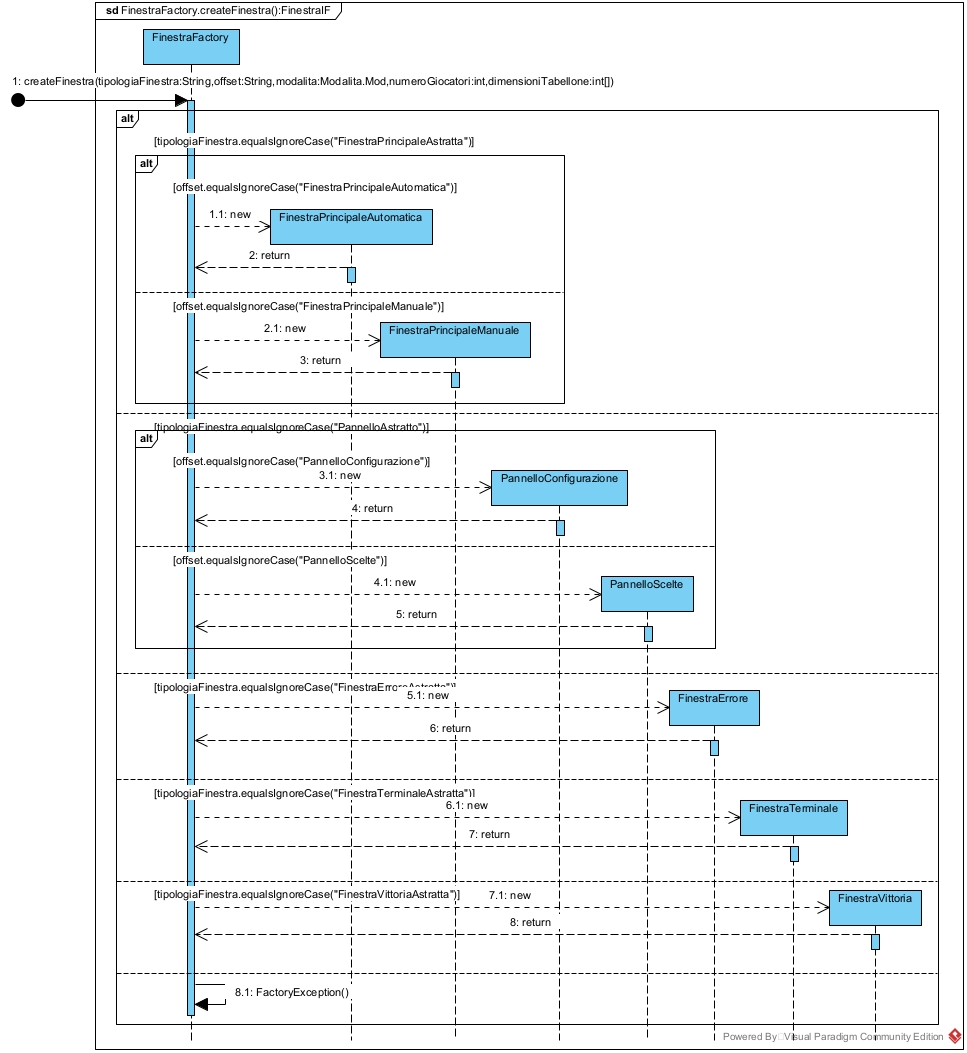 sd FinestraFactory.createFinestra():FinestraIF
FinestraFactory
1: createFinestra(tipologiaFinestra:String,offset:String,modalita:Modalita.Mod,numeroGiocatori:int,dimensioniTabellone:int[])
alt
[tipologiaFinestra.equalsIgnoreCase("FinestraPrincipaleAstratta")]
alt
[offset.equalsIgnoreCase("FinestraPrincipaleAutomatica")]
1.1: new
FinestraPrincipaleAutomatica
2: return
[offset.equalsIgnoreCase("FinestraPrincipaleManuale")]
2.1: new
FinestraPrincipaleManuale
3: return
[tipologiaFinestra.equalsIgnoreCase("PannelloAstratto")]
alt
[offset.equalsIgnoreCase("PannelloConfigurazione")]
3.1: new
PannelloConfigurazione
4: return
[offset.equalsIgnoreCase("PannelloScelte")]
4.1: new
PannelloScelte
5: return
[tipologiaFinestra.equalsIgnoreCase("FinestraErroreAstratta")]
5.1: new
FinestraErrore
6: return
[tipologiaFinestra.equalsIgnoreCase("FinestraTerminaleAstratta")]
6.1: new
FinestraTerminale
7: return
[tipologiaFinestra.equalsIgnoreCase("FinestraVittoriaAstratta")]
7.1: new
FinestraVittoria
8: return
8.1: FactoryException()
Powered By Visual Paradigm Community Edition